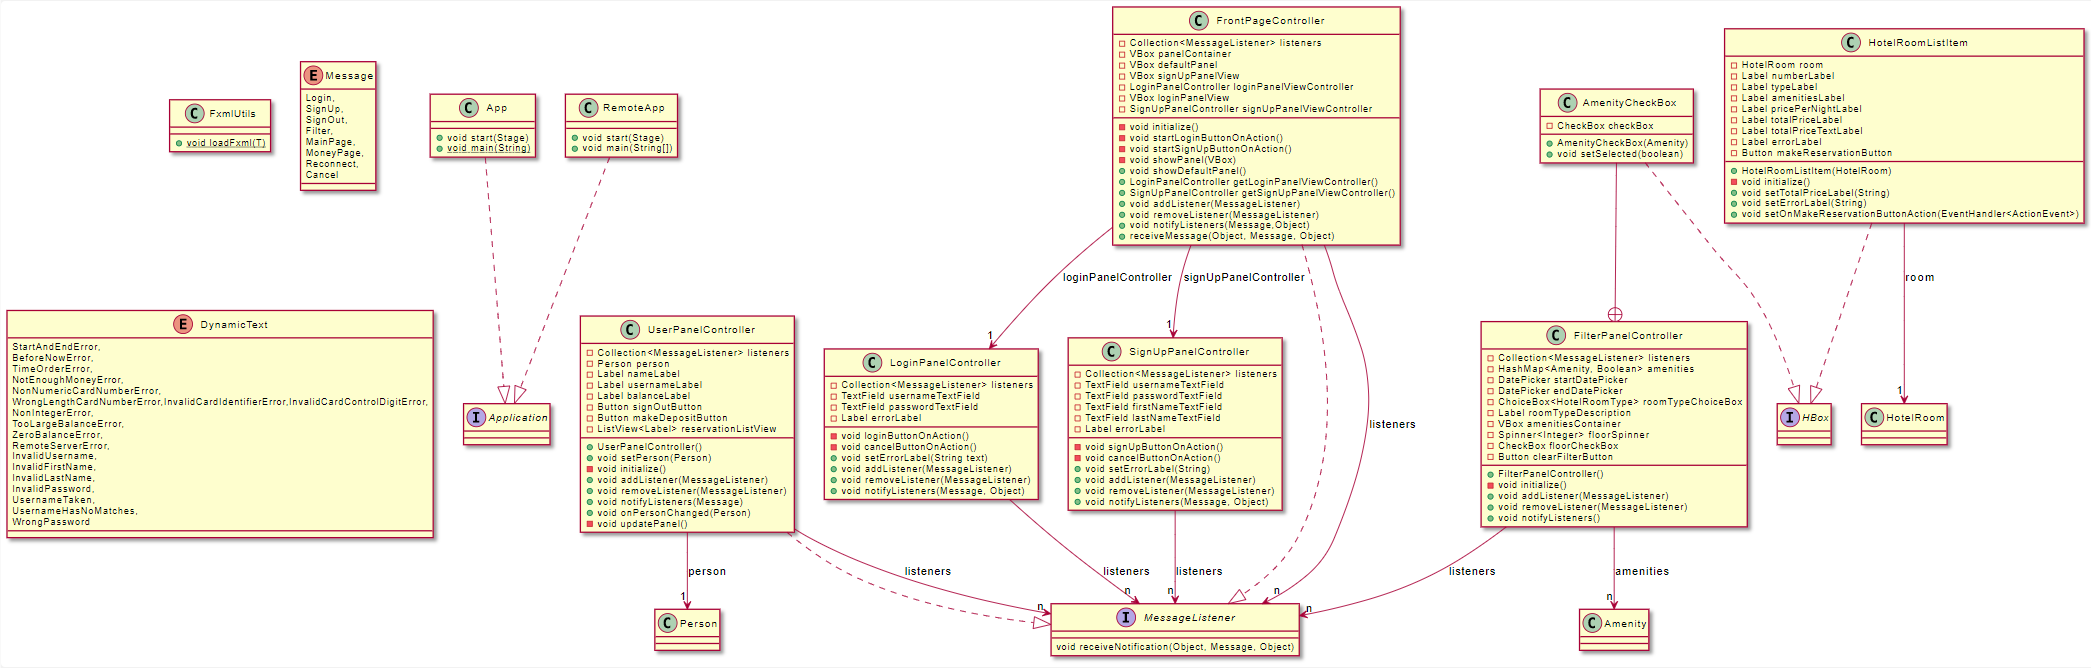 C FrontPageController
Collection<MessageListener> listeners
VBox panelContainer
VBox defaultPanel
VBox signUpPanelView
LoginPanelController loginPanelViewController
VBox loginPanelView
SignUpPanelController signUpPanelViewController
void initialize()
void startLoginButtonOnAction()
void startSignUpButtonOnAction()
void showPanel(VBox)
void showDefaultPanel()
LoginPanelController getLoginPanelViewController()
SignUpPanelController getSignUpPanelViewController()
void addListener(MessageListener)
void removeListener(MessageListener)
void notifyListeners(Message,Object)
receiveMessage(Object, Message, Object)
C HotelRoomListItem
HotelRoom room
Label numberLabel
Label typeLabel
Label amenitiesLabel
Label pricePerNightLabel
Label totalPriceLabel
Label totalPriceTextLabel
Label errorLabel
Button makeReservationButton
HotelRoomListItem(HotelRoom)
void initialize()
void setTotalPriceLabel(String)
void setErrorLabel(String)
void setOnMakeReservationButtonAction(EventHandler<ActionEvent>)
E Message
Login,
SignUp,
SignOut,
Filter,
MainPage,
MoneyPage,
Reconnect,
Cancel
C FxmlUtils
void loadFxml(T)
C App
void start(Stage)
void main(String)
C RemoteApp
void start(Stage)
void main(String[])
C AmenityCheckBox
CheckBox checkBox
AmenityCheckBox(Amenity)
void setSelected(boolean)
loginPanelController
1
signUpPanelController
1
listeners
n
room
1
E DynamicText
StartAndEndError,
BeforeNowError,
TimeOrderError,
NotEnoughMoneyError,
NonNumericCardNumberError,
WrongLengthCardNumberError,InvalidCardIdentifierError,InvalidCardControlDigitError,
NonIntegerError,
TooLargeBalanceError,
ZeroBalanceError,
RemoteServerError,
InvalidUsername,
InvalidFirstName,
InvalidLastName,
InvalidPassword,
UsernameTaken,
UsernameHasNoMatches,
WrongPassword
I Application
C UserPanelController
Collection<MessageListener> listeners
Person person
Label nameLabel
Label usernameLabel
Label balanceLabel
Button signOutButton
Button makeDepositButton
ListView<Label> reservationListView
UserPanelController()
void setPerson(Person)
void initialize()
void addListener(MessageListener)
void removeListener(MessageListener)
void notifyListeners(Message)
void onPersonChanged(Person)
void updatePanel()
C LoginPanelController
Collection<MessageListener> listeners
TextField usernameTextField
TextField passwordTextField
Label errorLabel
void loginButtonOnAction()
void cancelButtonOnAction()
void setErrorLabel(String text)
void addListener(MessageListener)
void removeListener(MessageListener)
void notifyListeners(Message, Object)
C SignUpPanelController
Collection<MessageListener> listeners
TextField usernameTextField
TextField passwordTextField
TextField firstNameTextField
TextField lastNameTextField
Label errorLabel
void signUpButtonOnAction()
void cancelButtonOnAction()
void setErrorLabel(String)
void addListener(MessageListener)
void removeListener(MessageListener)
void notifyListeners(Message, Object)
C FilterPanelController
Collection<MessageListener> listeners
HashMap<Amenity, Boolean> amenities
DatePicker startDatePicker
DatePicker endDatePicker
ChoiceBox<HotelRoomType> roomTypeChoiceBox
Label roomTypeDescription
VBox amenitiesContainer
Spinner<Integer> floorSpinner
CheckBox floorCheckBox
Button clearFilterButton
FilterPanelController()
void initialize()
void addListener(MessageListener)
void removeListener(MessageListener)
void notifyListeners()
I HBox
C HotelRoom
person
1
listeners
n
listeners
n
listeners
n
listeners
n
amenities
n
C Person
I MessageListener
void receiveNotification(Object, Message, Object)
C Amenity